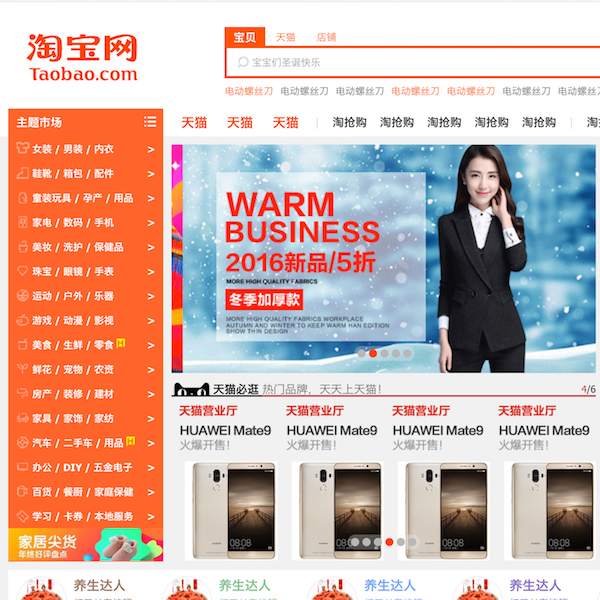 淘宝网
Taobao.com
宝贝 天猫 店铺
宝宝们圣诞快乐
电动螺丝刀 电动螺丝刀 电动螺丝刀 电动螺丝刀 电动螺丝刀 电动螺丝刀 电动螺丝
主题市场
天猫 天猫 天猫 淘抢购 淘抢购 淘抢购 淘抢购 淘抢购 淘
女装 / 男装 / 内衣 >
鞋靴 / 箱包 / 配件 >
童装玩具 / 孕产 / 用品 >
家电 / 数码 / 手机 >
美妆 / 洗护 / 保健品 >
珠宝 / 眼镜 / 手表 >
运动 / 户外 / 乐器 >
游戏 / 动漫 / 影视 >
美食 / 生鲜 / 零食 H >
鲜花 / 宠物 / 农资 >
房产 / 装修 / 建材 >
家具 / 家饰 / 家纺 >
汽车 / 二手车 / 用品 H >
办公 / DIY / 五金电子 >
百货 / 餐厨 / 家庭保健 >
学习 / 卡券 / 本地服务 >
家居尖货
年终好评盘点
WARM
BUSINESS
2016新品/5折
MORE HIGH QUALITY FABRICS
冬季加厚款
MORE HIGH QUALITY FABRICS WORKPLACE
AUTUMN AND WINTER TO KEEP WARM HAN EDITION
SHOW THIN DESIGN
天猫必逛 热门品牌，天天上天猫！ 4/6
天猫营业厅 天猫营业厅 天猫营业厅 天猫营业厅
HUAWEI Mate9 HUAWEI Mate9 HUAWEI Mate9 HUAWEI Mate9
火爆开售！ 火爆开售！ 火爆开售！ 火爆开售！
08:08 08:08 08:08 08:08
养生达人 养生达人 养生达人 养生达人